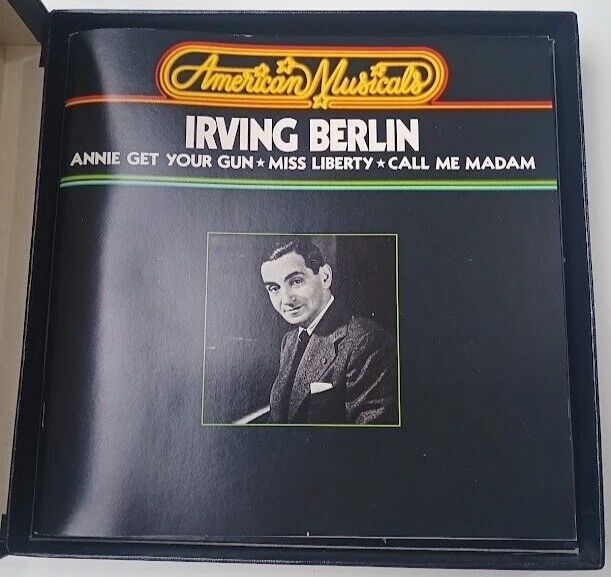 American Musicals
IRVING BERLIN
ANNIE GET YOUR GUN★MISS LIBERTY★CALL ME MADAM